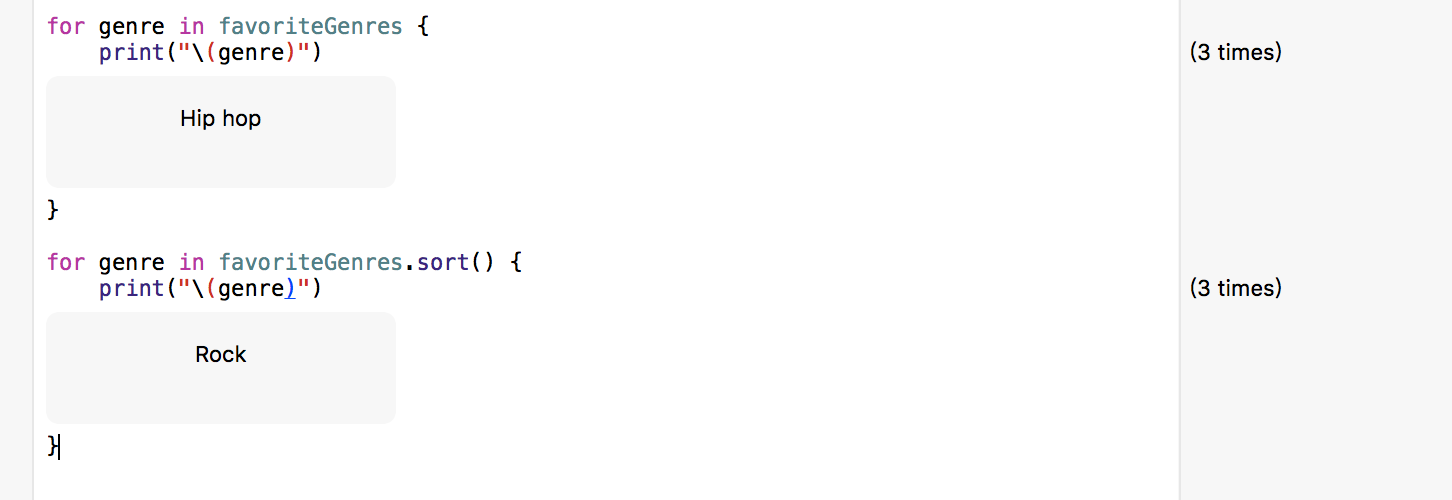 for genre in favoriteGenres {
    print("\(genre)") (3 times)
Hip hop
}
for genre in favoriteGenres.sort() {
    print("\(genre)") (3 times)
Rock
}